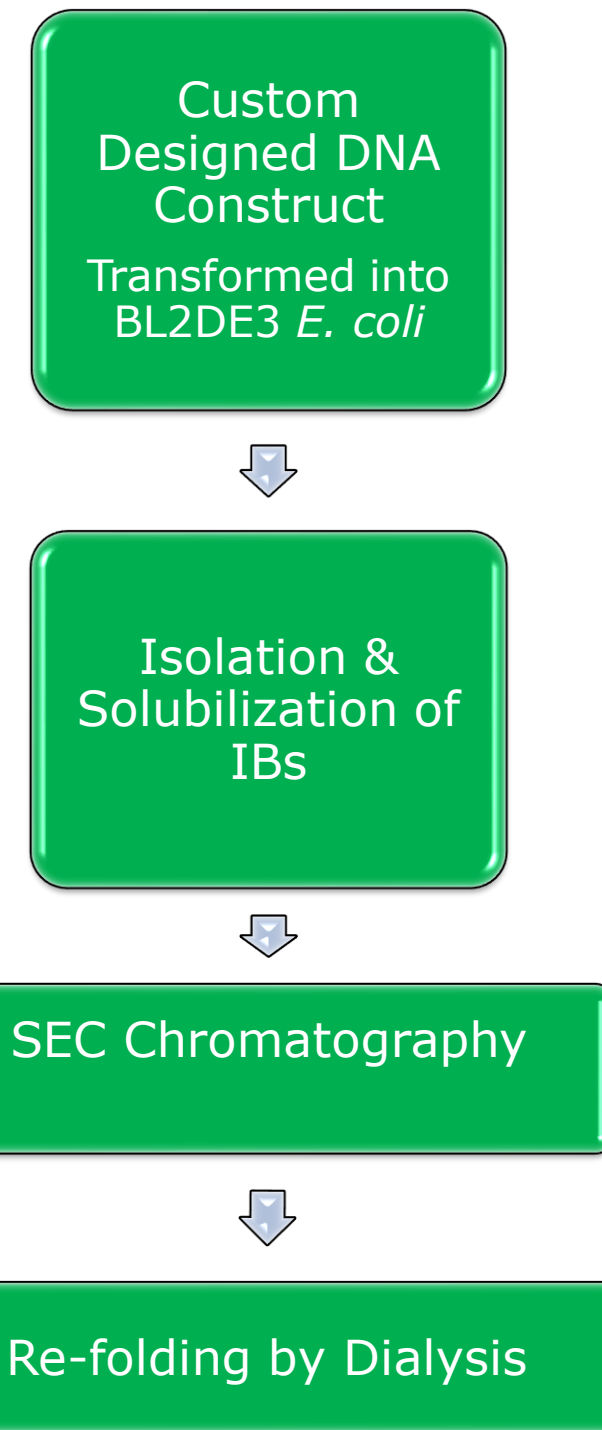 Custom
Designed DNA
Construct
Transformed into
BL2DE3 E. coli
Isolation &
Solubilization of
IBs
SEC Chromatography
Re-folding by Dialysis